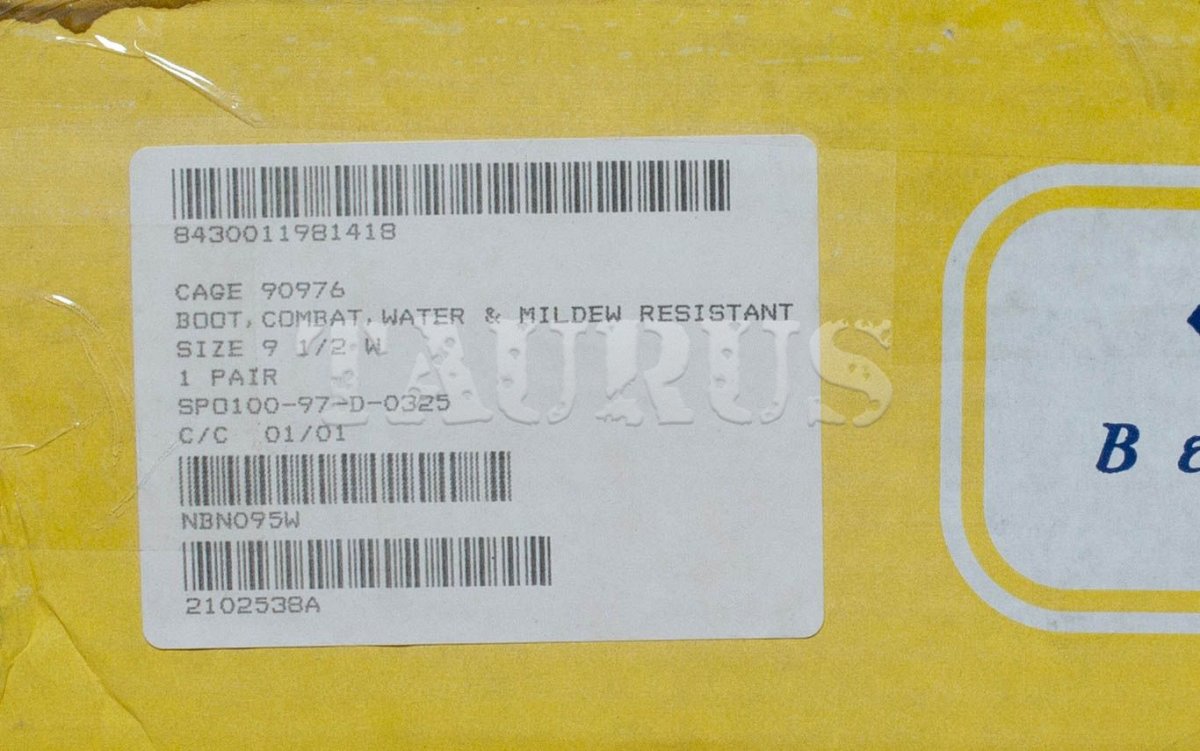 8430011981418
CAGE 90976
BOOT, COMBAT, WATER & MILDEW RESISTANT
SIZE 9 1/2 W
1 PAIR
SPO100-97-D-0325
C/C 01/01
NBN095W
2102538A
TAURUS